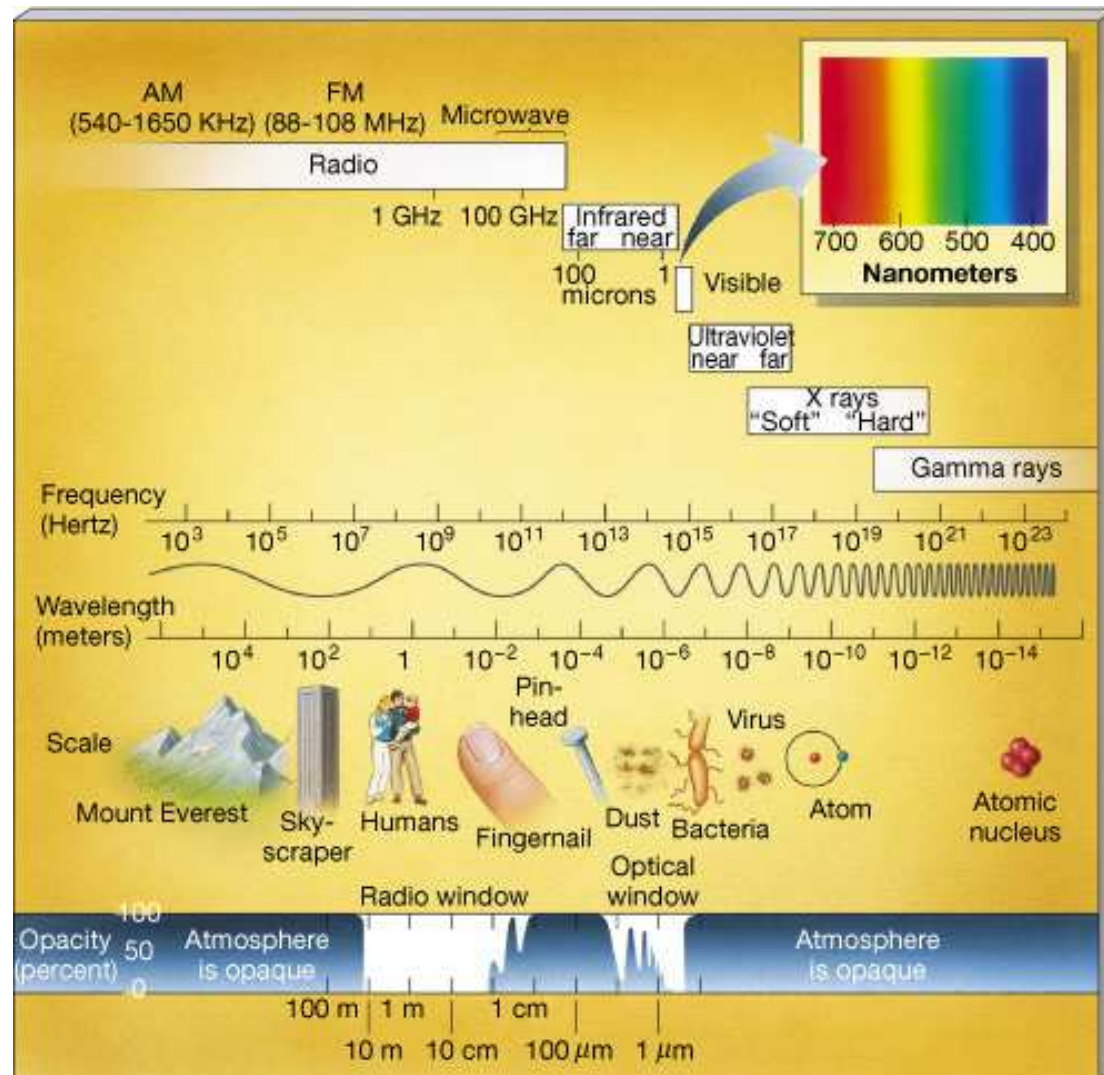 AM FM Microwave
(540-1650 KHz) (88-108 MHz)
Radio
1 GHz 100 GHz
Infrared
far near
100 1
microns
Visible
700 600 500 400
Nanometers
Ultraviolet
near far
X rays
“Soft” “Hard”
Gamma rays
Frequency
(Hertz)
10³ 10⁵ 10⁷ 10⁹ 10¹¹ 10¹³ 10¹⁵ 10¹⁷ 10¹⁹ 10²¹ 10²³
Wavelength
(meters)
10⁴ 10² 1 10⁻² 10⁻⁴ 10⁻⁶ 10⁻⁸ 10⁻¹⁰ 10⁻¹² 10⁻¹⁴
Scale
Mount Everest
Sky-
scraper
Humans
Fingernail
Pin-
head
Dust
Bacteria
Virus
Atom
Atomic
nucleus
Radio window
Optical
window
Opacity
(percent)
100
50
0
Atmosphere
is opaque
Atmosphere
is opaque
100 m 1 m 1 cm
10 m 10 cm 100 μm 1 μm